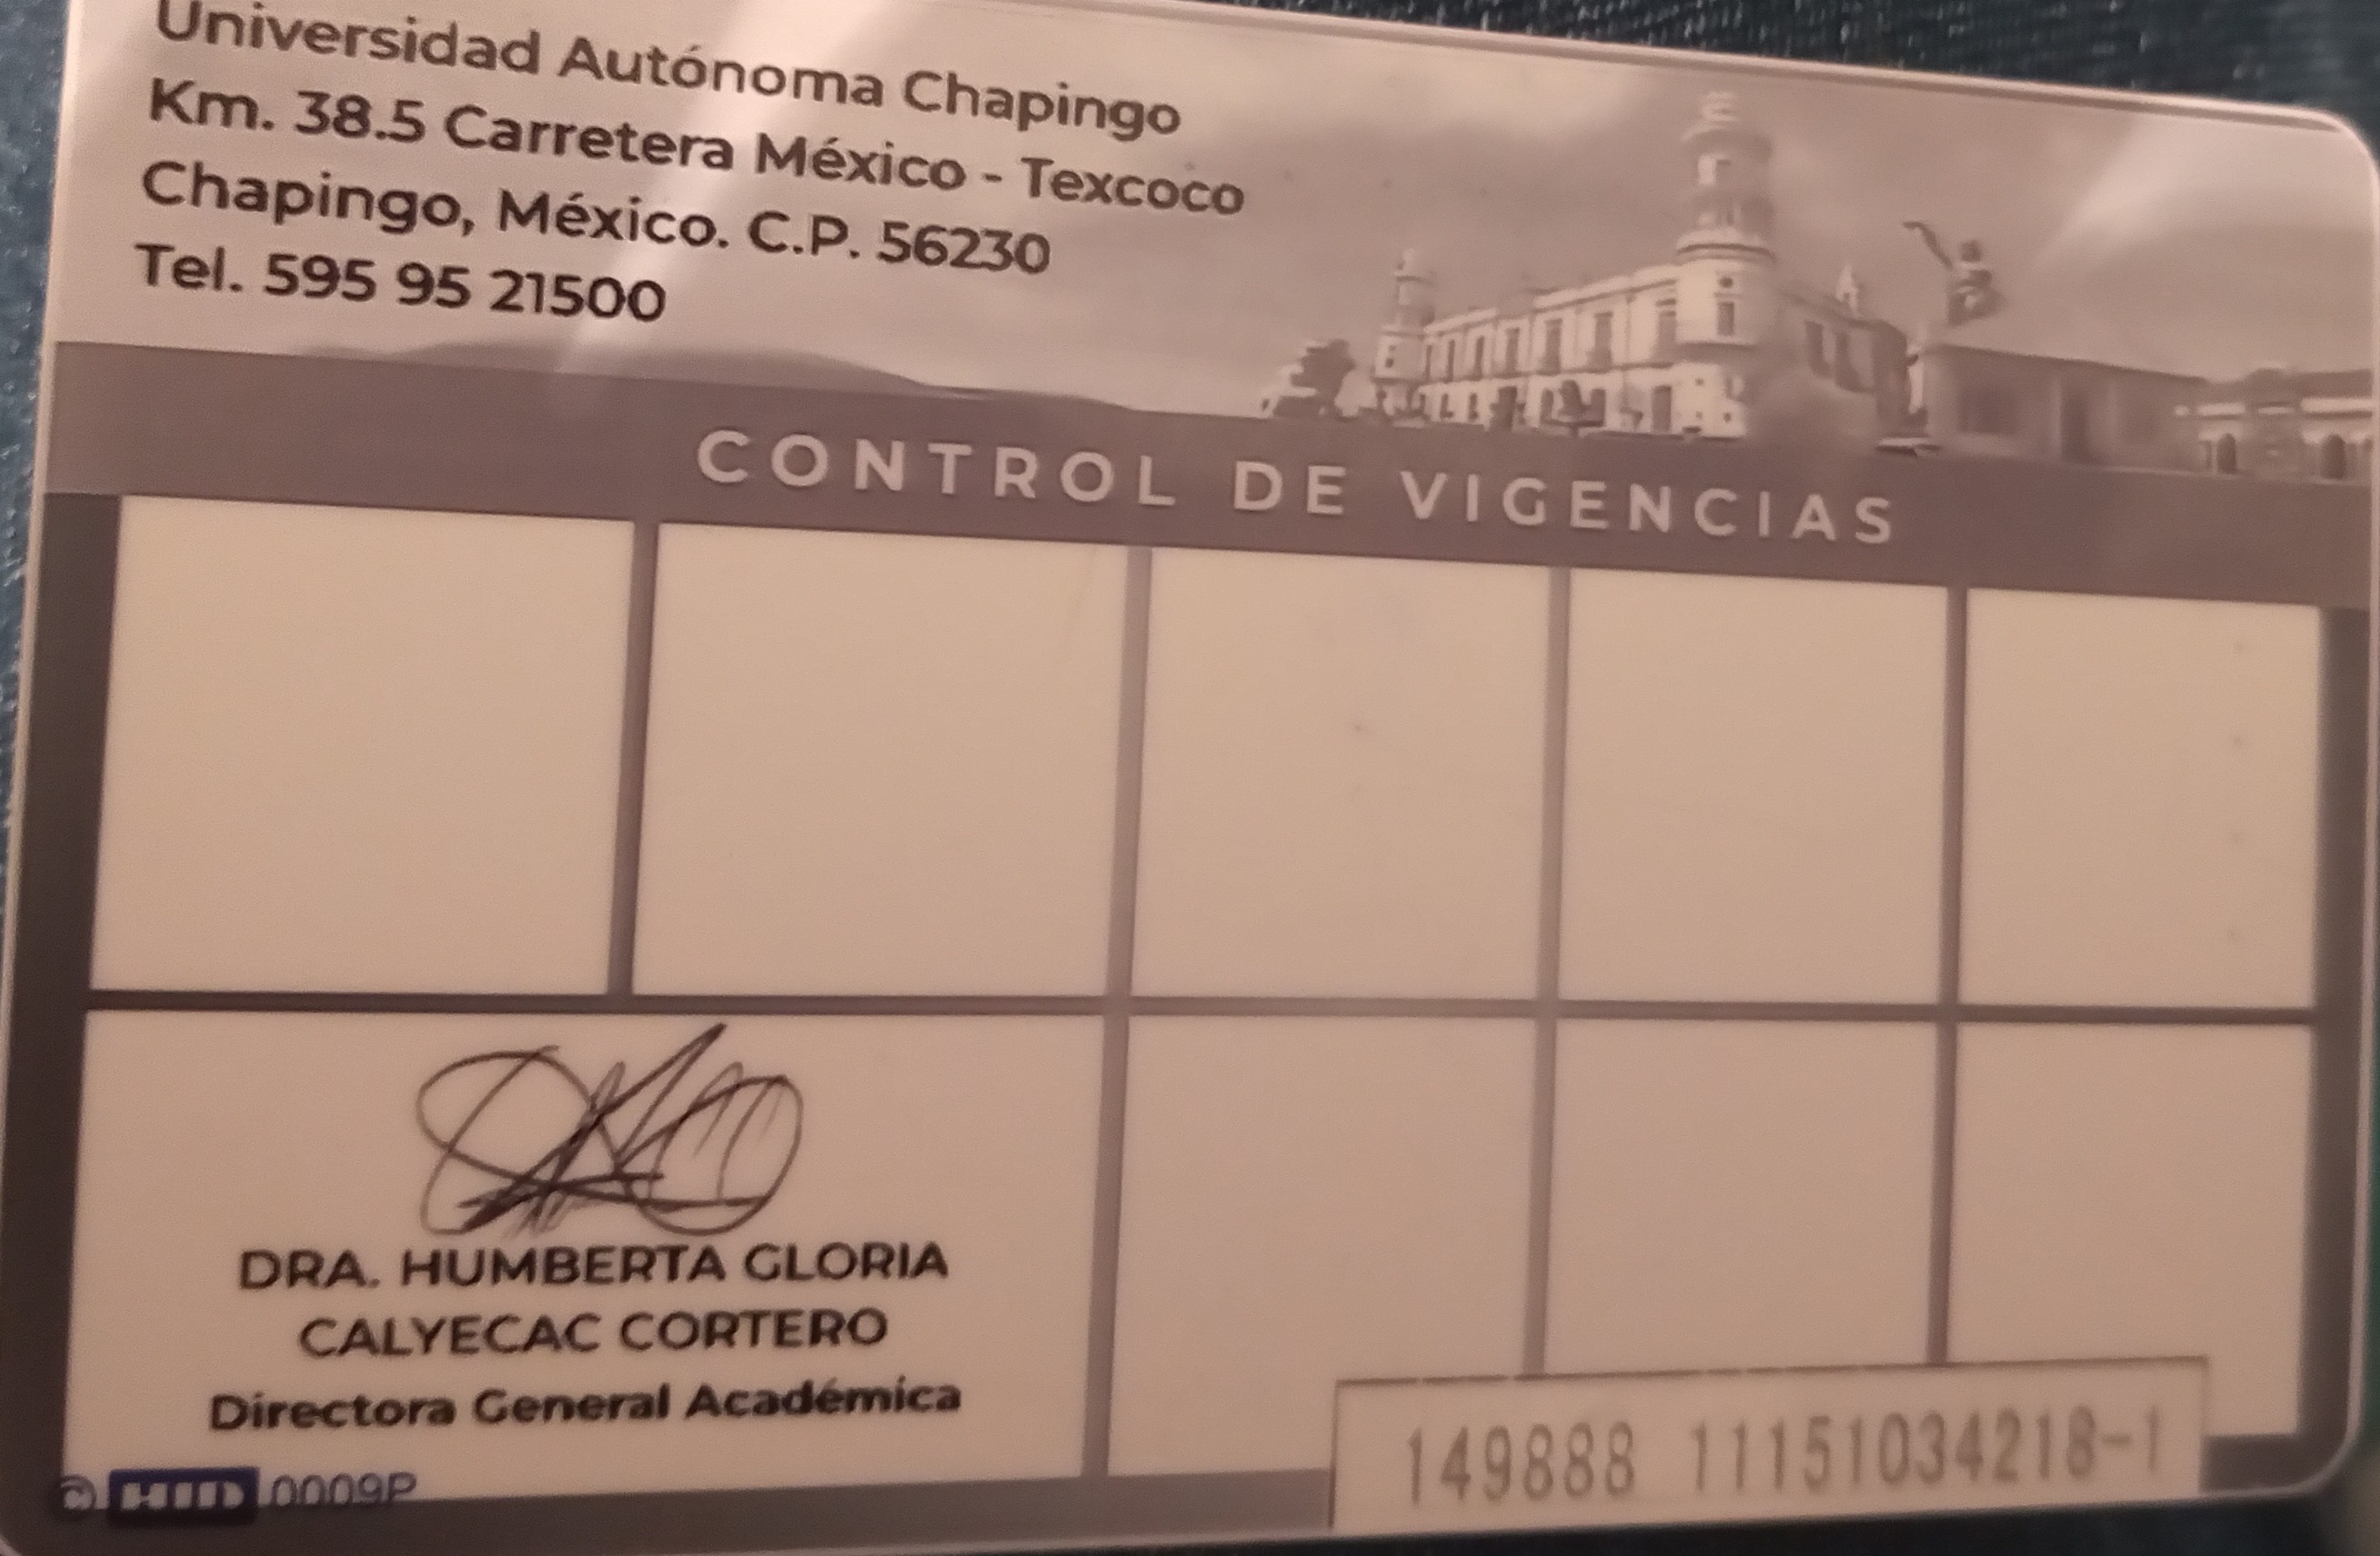 Universidad Autónoma Chapingo
Km. 38.5 Carretera México - Texcoco
Chapingo, México. C.P. 56230
Tel. 595 95 21500
CONTROL DE VIGENCIAS
DRA. HUMBERTA GLORIA
CALYECAC CORTERO
Directora General Académica
© HID 0009P
149888 11151034218-1